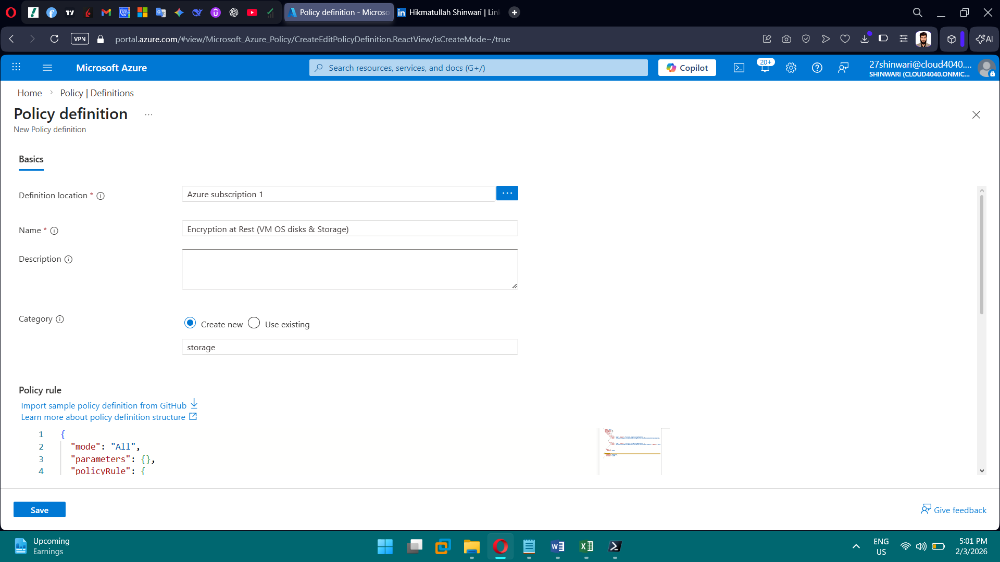 Policy definition - Microso
Hikmatullah Shinwari | Lin
VPN
portal.azure.com/#view/Microsoft_Azure_Policy/CreateEditPolicyDefinition.ReactView/isCreateMode~/true
AI
Microsoft Azure
Search resources, services, and docs (G+/)
Copilot
20+
27shinwari@cloud4040....
SHINWARI (CLOUD4040.ONMIC...
Home > Policy | Definitions
Policy definition ...
New Policy definition
Basics
Definition location *
Azure subscription 1
Name *
Encryption at Rest (VM OS disks & Storage)
Description
Category
Create new
Use existing
storage
Policy rule
Import sample policy definition from GitHub
Learn more about policy definition structure
1 {
2 "mode": "All",
3 "parameters": {},
4 "policyRule": {
Save
Give feedback
Upcoming
Earnings
ENG
US
5:01 PM
2/3/2026